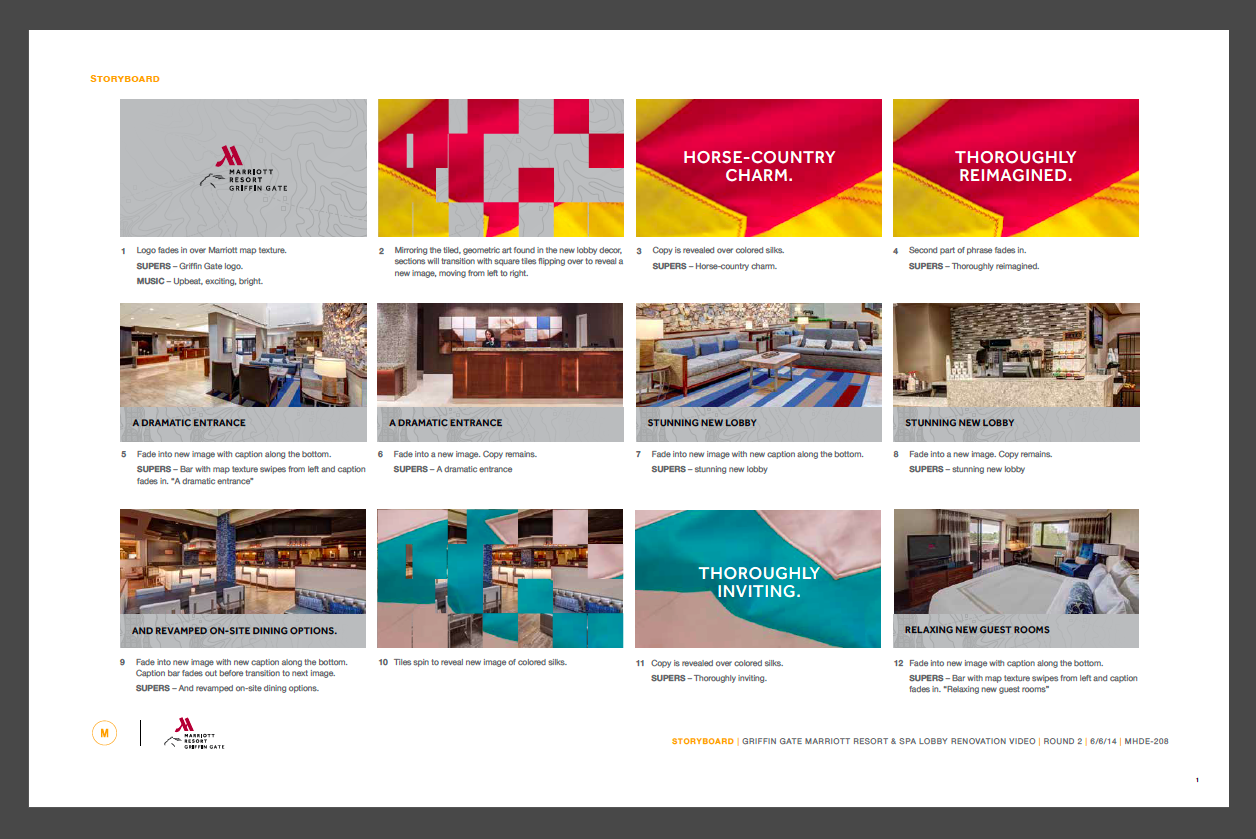 STORYBOARD
MARRIOTT
RESORT
GRIFFIN GATE
HORSE-COUNTRY
CHARM.
THOROUGHLY
REIMAGINED.
1 Logo fades in over Marriott map texture.
SUPERS – Griffin Gate logo.
MUSIC – Upbeat, exciting, bright.
2 Mirroring the tiled, geometric art found in the new lobby decor,
sections will transition with square tiles flipping over to reveal a
new image, moving from left to right.
3 Copy is revealed over colored silks.
SUPERS – Horse-country charm.
4 Second part of phrase fades in.
SUPERS – Thoroughly reimagined.
A DRAMATIC ENTRANCE
A DRAMATIC ENTRANCE
STUNNING NEW LOBBY
STUNNING NEW LOBBY
5 Fade into new image with caption along the bottom.
SUPERS – Bar with map texture swipes from left and caption
fades in. "A dramatic entrance"
6 Fade into a new image. Copy remains.
SUPERS – A dramatic entrance
7 Fade into new image with new caption along the bottom.
SUPERS – stunning new lobby
8 Fade into a new image. Copy remains.
SUPERS – stunning new lobby
AND REVAMPED ON-SITE DINING OPTIONS.
THOROUGHLY
INVITING.
RELAXING NEW GUEST ROOMS
9 Fade into new image with new caption along the bottom.
Caption bar fades out before transition to next image.
SUPERS – And revamped on-site dining options.
10 Tiles spin to reveal new image of colored silks.
11 Copy is revealed over colored silks.
SUPERS – Thoroughly inviting.
12 Fade into new image with caption along the bottom.
SUPERS – Bar with map texture swipes from left and caption
fades in. "Relaxing new guest rooms"
M
MARRIOTT
RESORT
GRIFFIN GATE
STORYBOARD | GRIFFIN GATE MARRIOTT RESORT & SPA LOBBY RENOVATION VIDEO | ROUND 2 | 6/6/14 | MHDE-208
1